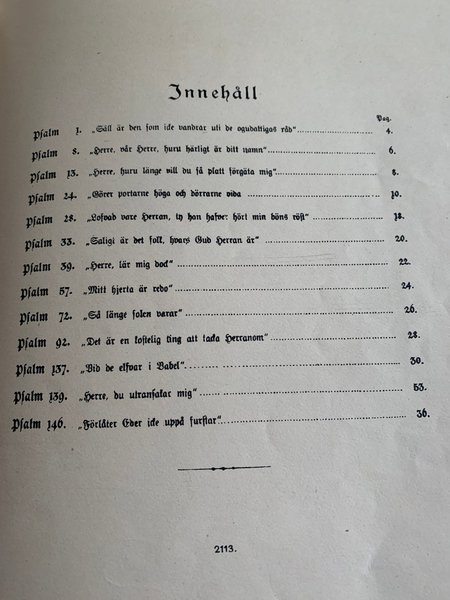 Innehåll
Pag.
Psalm 1. „Säll är den som icke vandrar uti de ogudaktigas råd" 4.
Psalm 8. „Herre, vår Herre, huru härligt är ditt namn" 6.
Psalm 13. „Herre, huru länge vill du så platt förgäta mig" 8.
Psalm 24. „Görer portarne höga och dörrarne vida 10.
Psalm 28. „Lofvad vare Herran, ty han hafver hört min böns röst" 18.
Psalm 33. „Saligt är det folk, hvars Gud Herran är" 20.
Psalm 39. „Herre, lär mig dock" 22.
Psalm 57. „Mitt hjerta är redo" 24.
Psalm 72. „Så länge solen varar" 26.
Psalm 92. „Det är en kostelig ting att tacka Herranom" 28.
Psalm 137. „Vid de elfvar i Babel". 30.
Psalm 139. „Herre, du utransakar mig" 53.
Psalm 146. „Förlåter Eder icke uppå furstar" 36.
2113.